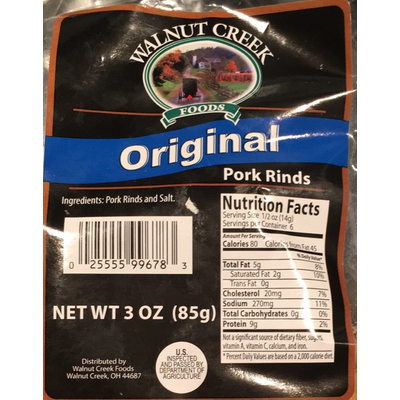 WALNUT CREEK
FOODS
Original
Pork Rinds
Ingredients: Pork Rinds and Salt.
0 25555 99678 3
NET WT 3 OZ (85g)
Distributed by
Walnut Creek Foods
Walnut Creek, OH 44687
U.S.
INSPECTED
AND PASSED BY
DEPARTMENT OF
AGRICULTURE
Nutrition Facts
Serving Size 1/2 oz (14g)
Servings per Container 6
Amount Per Serving
Calories 80 Calories from Fat 45
% Daily Value*
Total Fat 5g 8%
Saturated Fat 2g 10%
Trans Fat 0g
Cholesterol 20mg 7%
Sodium 270mg 11%
Total Carbohydrates 0g 0%
Protein 9g 2%
Not a significant source of dietary fiber, sugars,
vitamin A, vitamin C, calcium, and iron.
* Percent Daily Values are based on a 2,000 calorie diet.